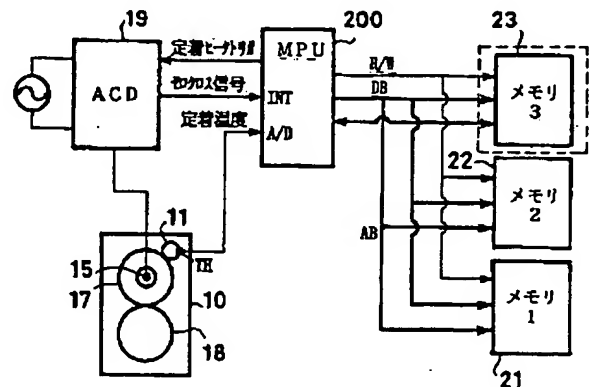 19
ACD
定着ヒータトリガ
ゼロクロス信号
定着温度
200
MPU
INT
A/D
R/W
DB
AB
23
メモリ
3
22
メモリ
2
メモリ
1
21
11
TH
15
17
10
18